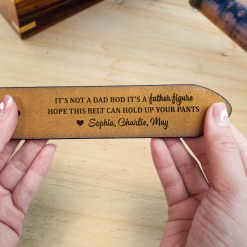 IT'S NOT A DAD BOD IT'S A father figure
HOPE THIS BELT CAN HOLD UP YOUR PANTS
♥ Sophia, Charlie, May